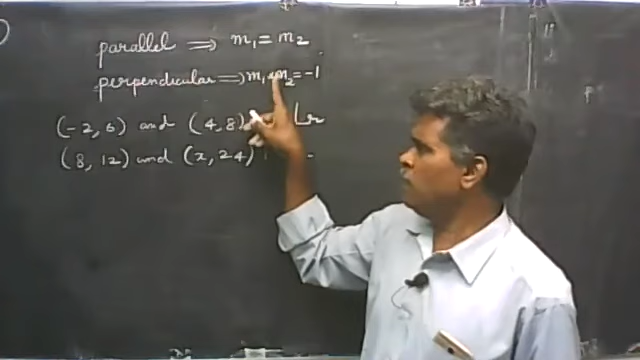 parallel ⟹ m₁ = m₂
perpendicular ⟹ m₁ × m₂ = -1
(-2, 6) and (4, 8)
(8, 12) and (x, 24)